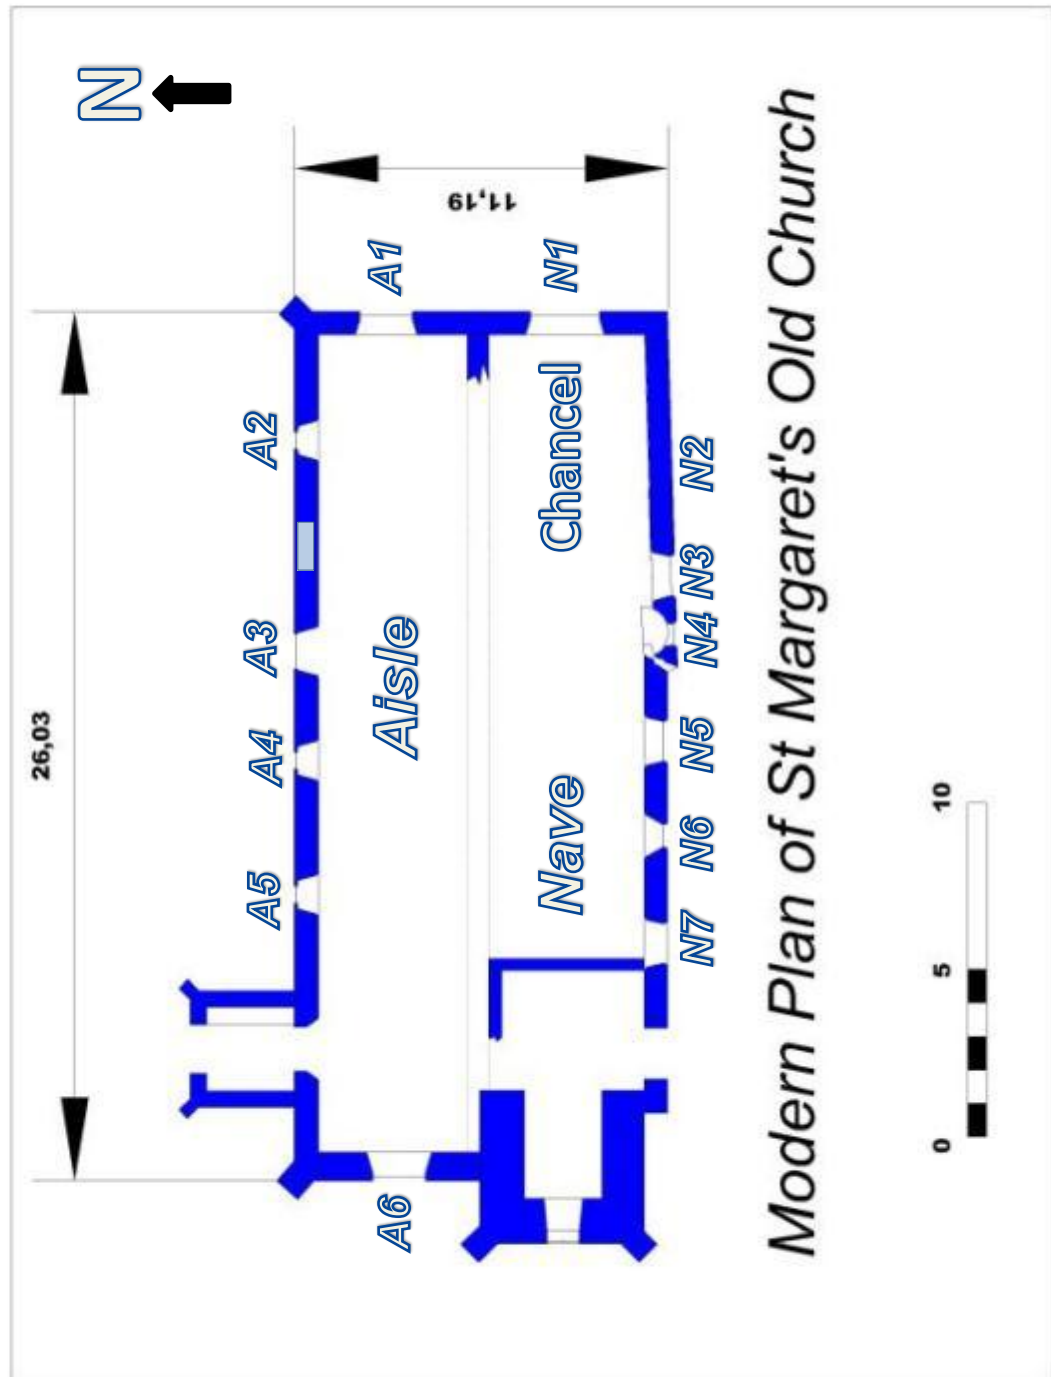 N
26,03
11,19
A1
N1
A2
A3
A4
A5
A6
Aisle
Chancel
Nave
N2
N3
N4
N5
N6
N7
Modern Plan of St Margaret's Old Church
0
5
10